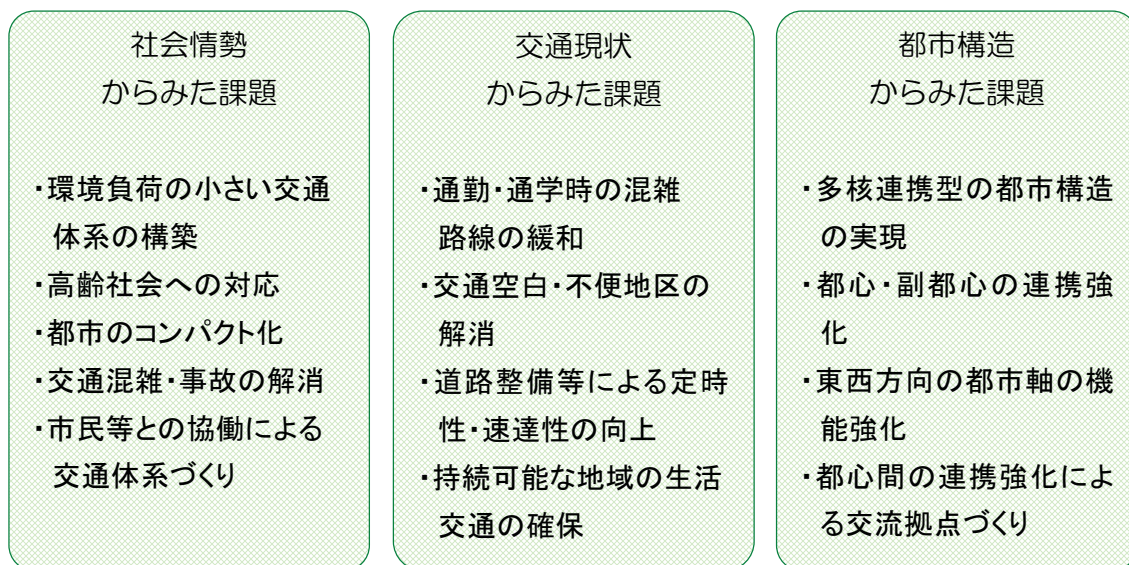 社会情勢
からみた課題
・環境負荷の小さい交通
体系の構築
・高齢社会への対応
・都市のコンパクト化
・交通混雑・事故の解消
・市民等との協働による
交通体系づくり
交通現状
からみた課題
・通勤・通学時の混雑
路線の緩和
・交通空白・不便地区の
解消
・道路整備等による定時
性・速達性の向上
・持続可能な地域の生活
交通の確保
都市構造
からみた課題
・多核連携型の都市構造
の実現
・都心・副都心の連携強
化
・東西方向の都市軸の機
能強化
・都心間の連携強化によ
る交流拠点づくり